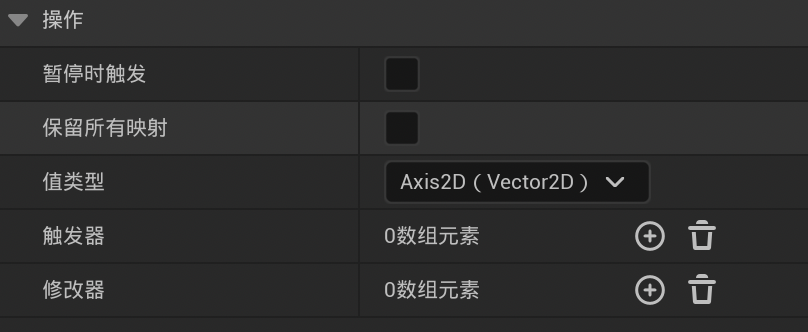 操作
暂停时触发
保留所有映射
值类型 Axis2D（Vector2D）
触发器 0数组元素
修改器 0数组元素